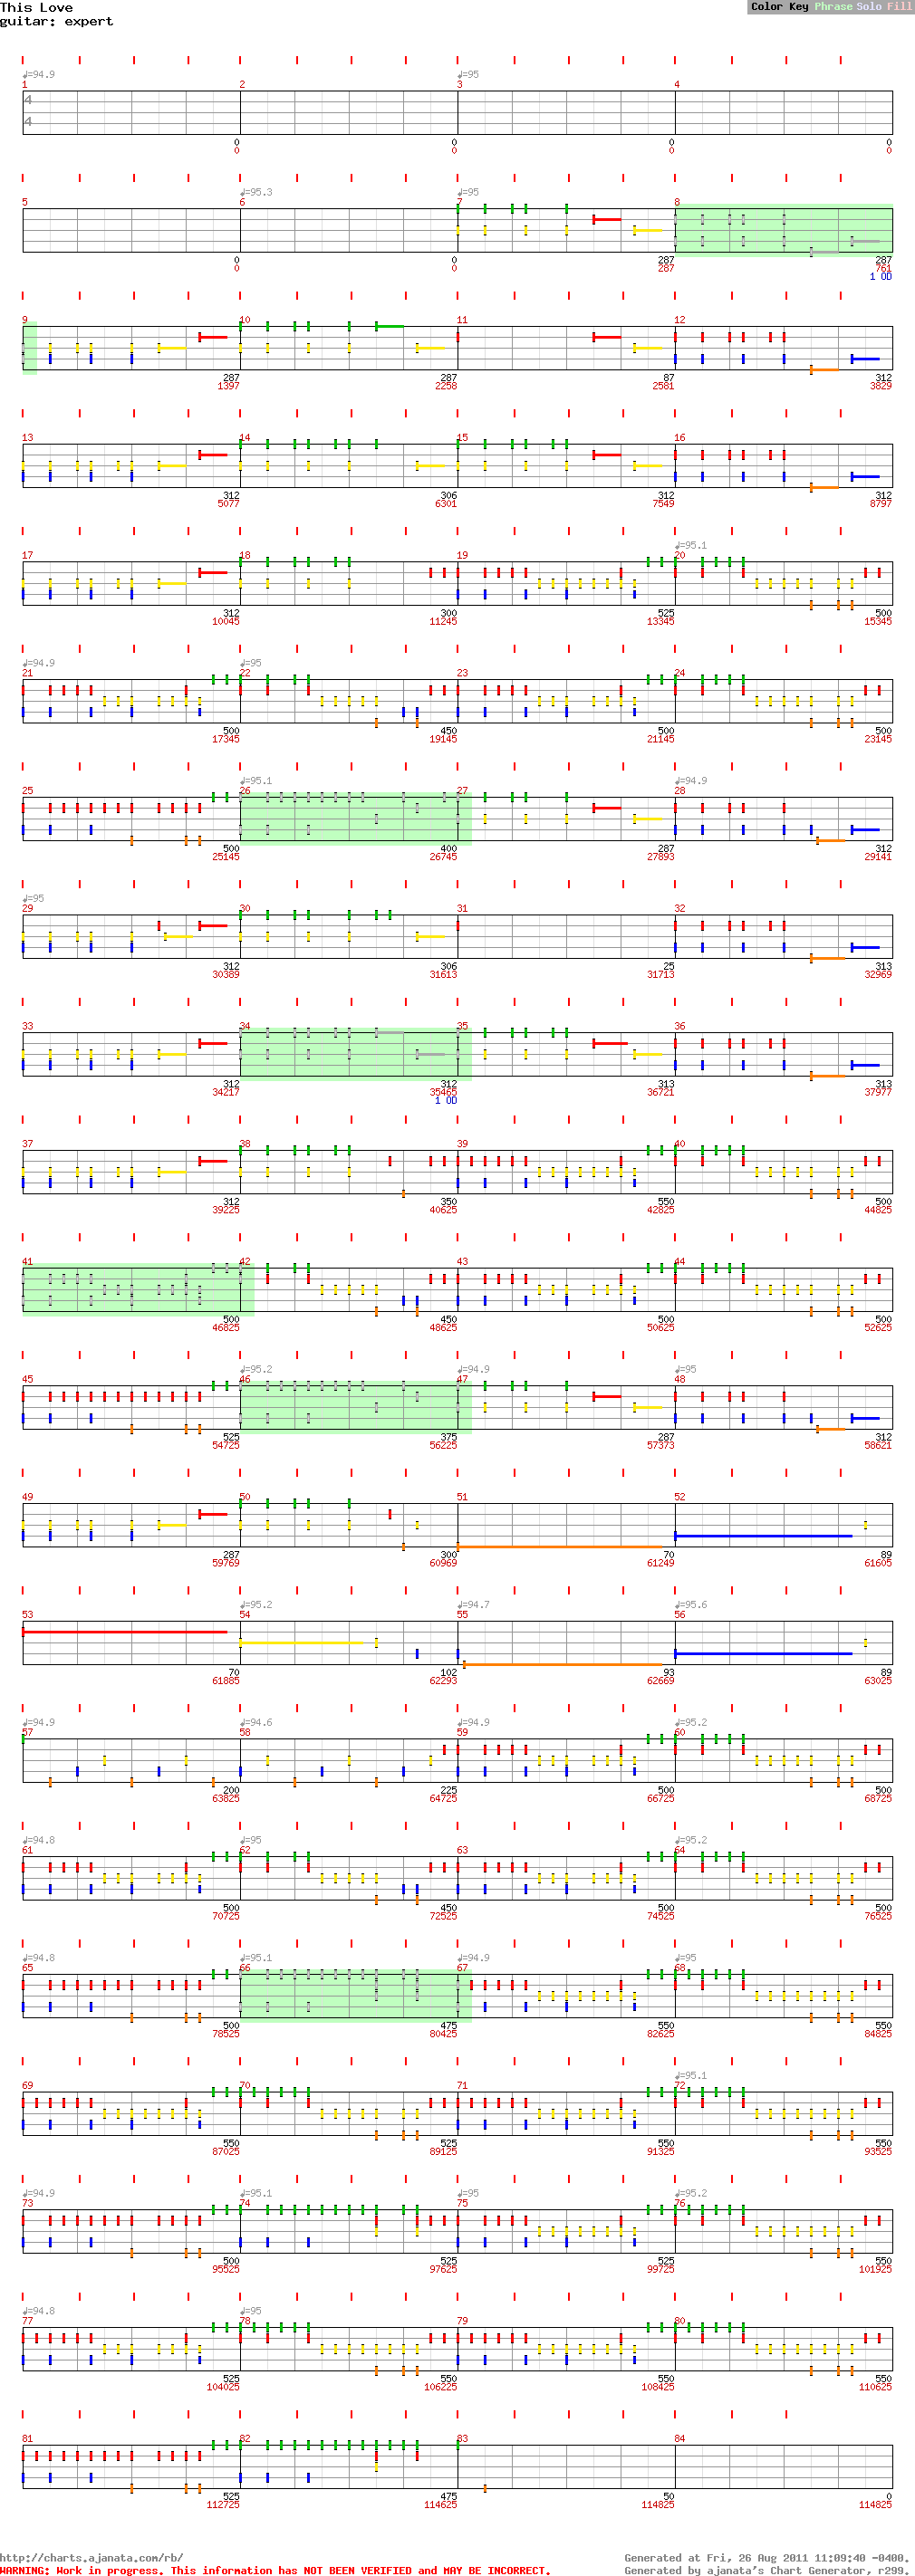 This Love
guitar: expert
Color Key Phrase Solo Fill
♩=94.9 ♩=95
1 2 3 4
4
4
0 0 0 0
0 0 0 0
♩=95.3 ♩=95
5 6 7 8
0 0 287 287
0 0 287 761
1 OD
9 10 11 12
287 287 87 312
1397 2258 2581 3829
13 14 15 16
312 306 312 312
5077 6301 7549 8797
♩=95.1
17 18 19 20
312 300 525 500
10045 11245 13345 15345
♩=94.9 ♩=95
21 22 23 24
500 450 500 500
17345 19145 21145 23145
♩=95.1 ♩=94.9
25 26 27 28
500 400 287 312
25145 26745 27893 29141
♩=95
29 30 31 32
312 306 25 313
30389 31613 31713 32969
33 34 35 36
312 312 313 313
34217 35465 36721 37977
1 OD
37 38 39 40
312 350 550 500
39225 40625 42825 44825
41 42 43 44
500 450 500 500
46825 48625 50625 52625
♩=95.2 ♩=94.9 ♩=95
45 46 47 48
525 375 287 312
54725 56225 57373 58621
49 50 51 52
287 300 70 89
59769 60969 61249 61605
♩=95.2 ♩=94.7 ♩=95.6
53 54 55 56
70 102 93 89
61885 62293 62669 63025
♩=94.9 ♩=94.6 ♩=94.9 ♩=95.2
57 58 59 60
200 225 500 500
63825 64725 66725 68725
♩=94.8 ♩=95 ♩=95.2
61 62 63 64
500 450 500 500
70725 72525 74525 76525
♩=94.8 ♩=95.1 ♩=94.9 ♩=95
65 66 67 68
500 475 550 550
78525 80425 82625 84825
♩=95.1
69 70 71 72
550 525 550 550
87025 89125 91325 93525
♩=94.9 ♩=95.1 ♩=95 ♩=95.2
73 74 75 76
500 525 525 550
95525 97625 99725 101925
♩=94.8 ♩=95
77 78 79 80
525 550 550 550
104025 106225 108425 110625
81 82 83 84
525 475 50 0
112725 114625 114825 114825
http://charts.ajanata.com/rb/ Generated at Fri, 26 Aug 2011 11:09:40 -0400.
WARNING: Work in progress. This information has NOT BEEN VERIFIED and MAY BE INCORRECT. Generated by ajanata's Chart Generator, r299.